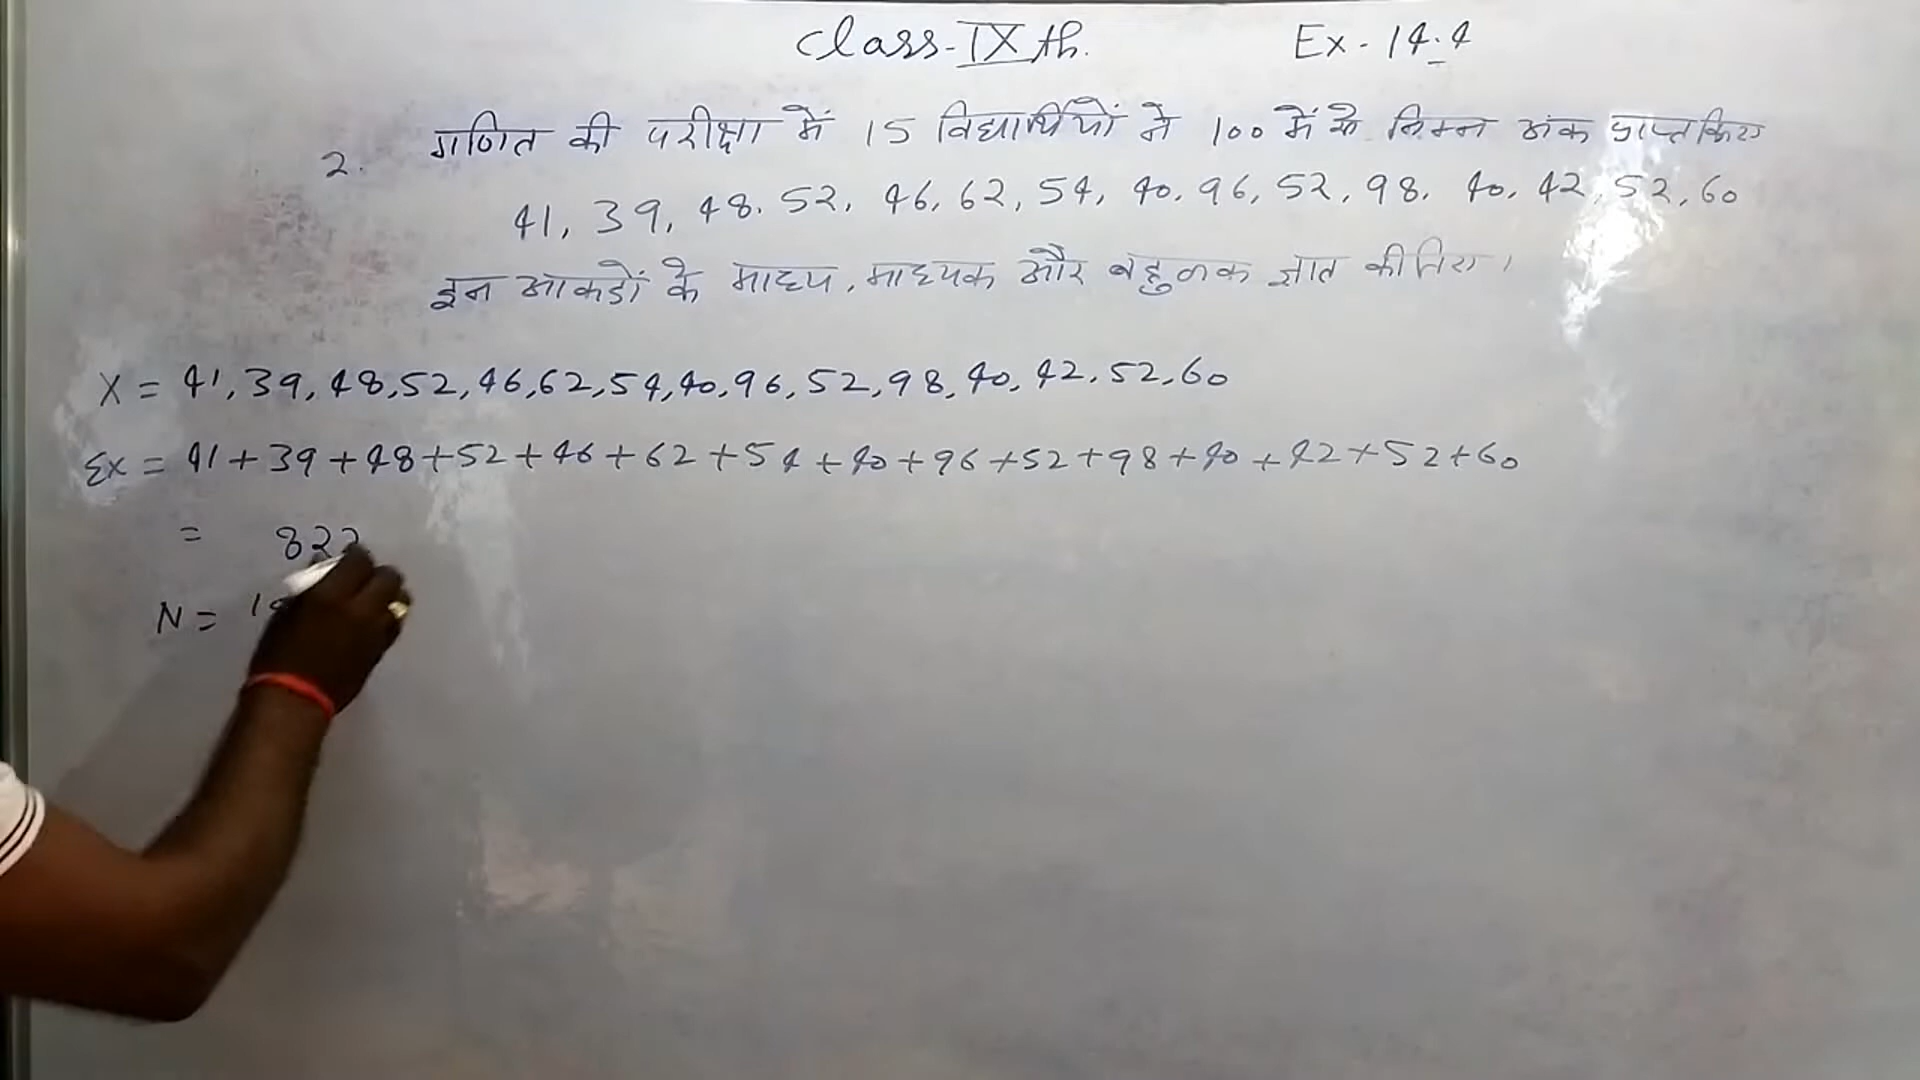 Class-IX th. Ex-14.4
2. गणित की परीक्षा में 15 विद्यार्थियों ने 100 में से निम्न अंक प्राप्त किए
41, 39, 48, 52, 46, 62, 54, 40, 96, 52, 98, 40, 42, 52, 60
इन आकडों के माध्य, माध्यक और बहुलक ज्ञात कीजिए।
X = 41, 39, 48, 52, 46, 62, 54, 40, 96, 52, 98, 40, 42, 52, 60
Σx = 41+39+48+52+46+62+54+40+96+52+98+40+42+52+60
= 822
N =